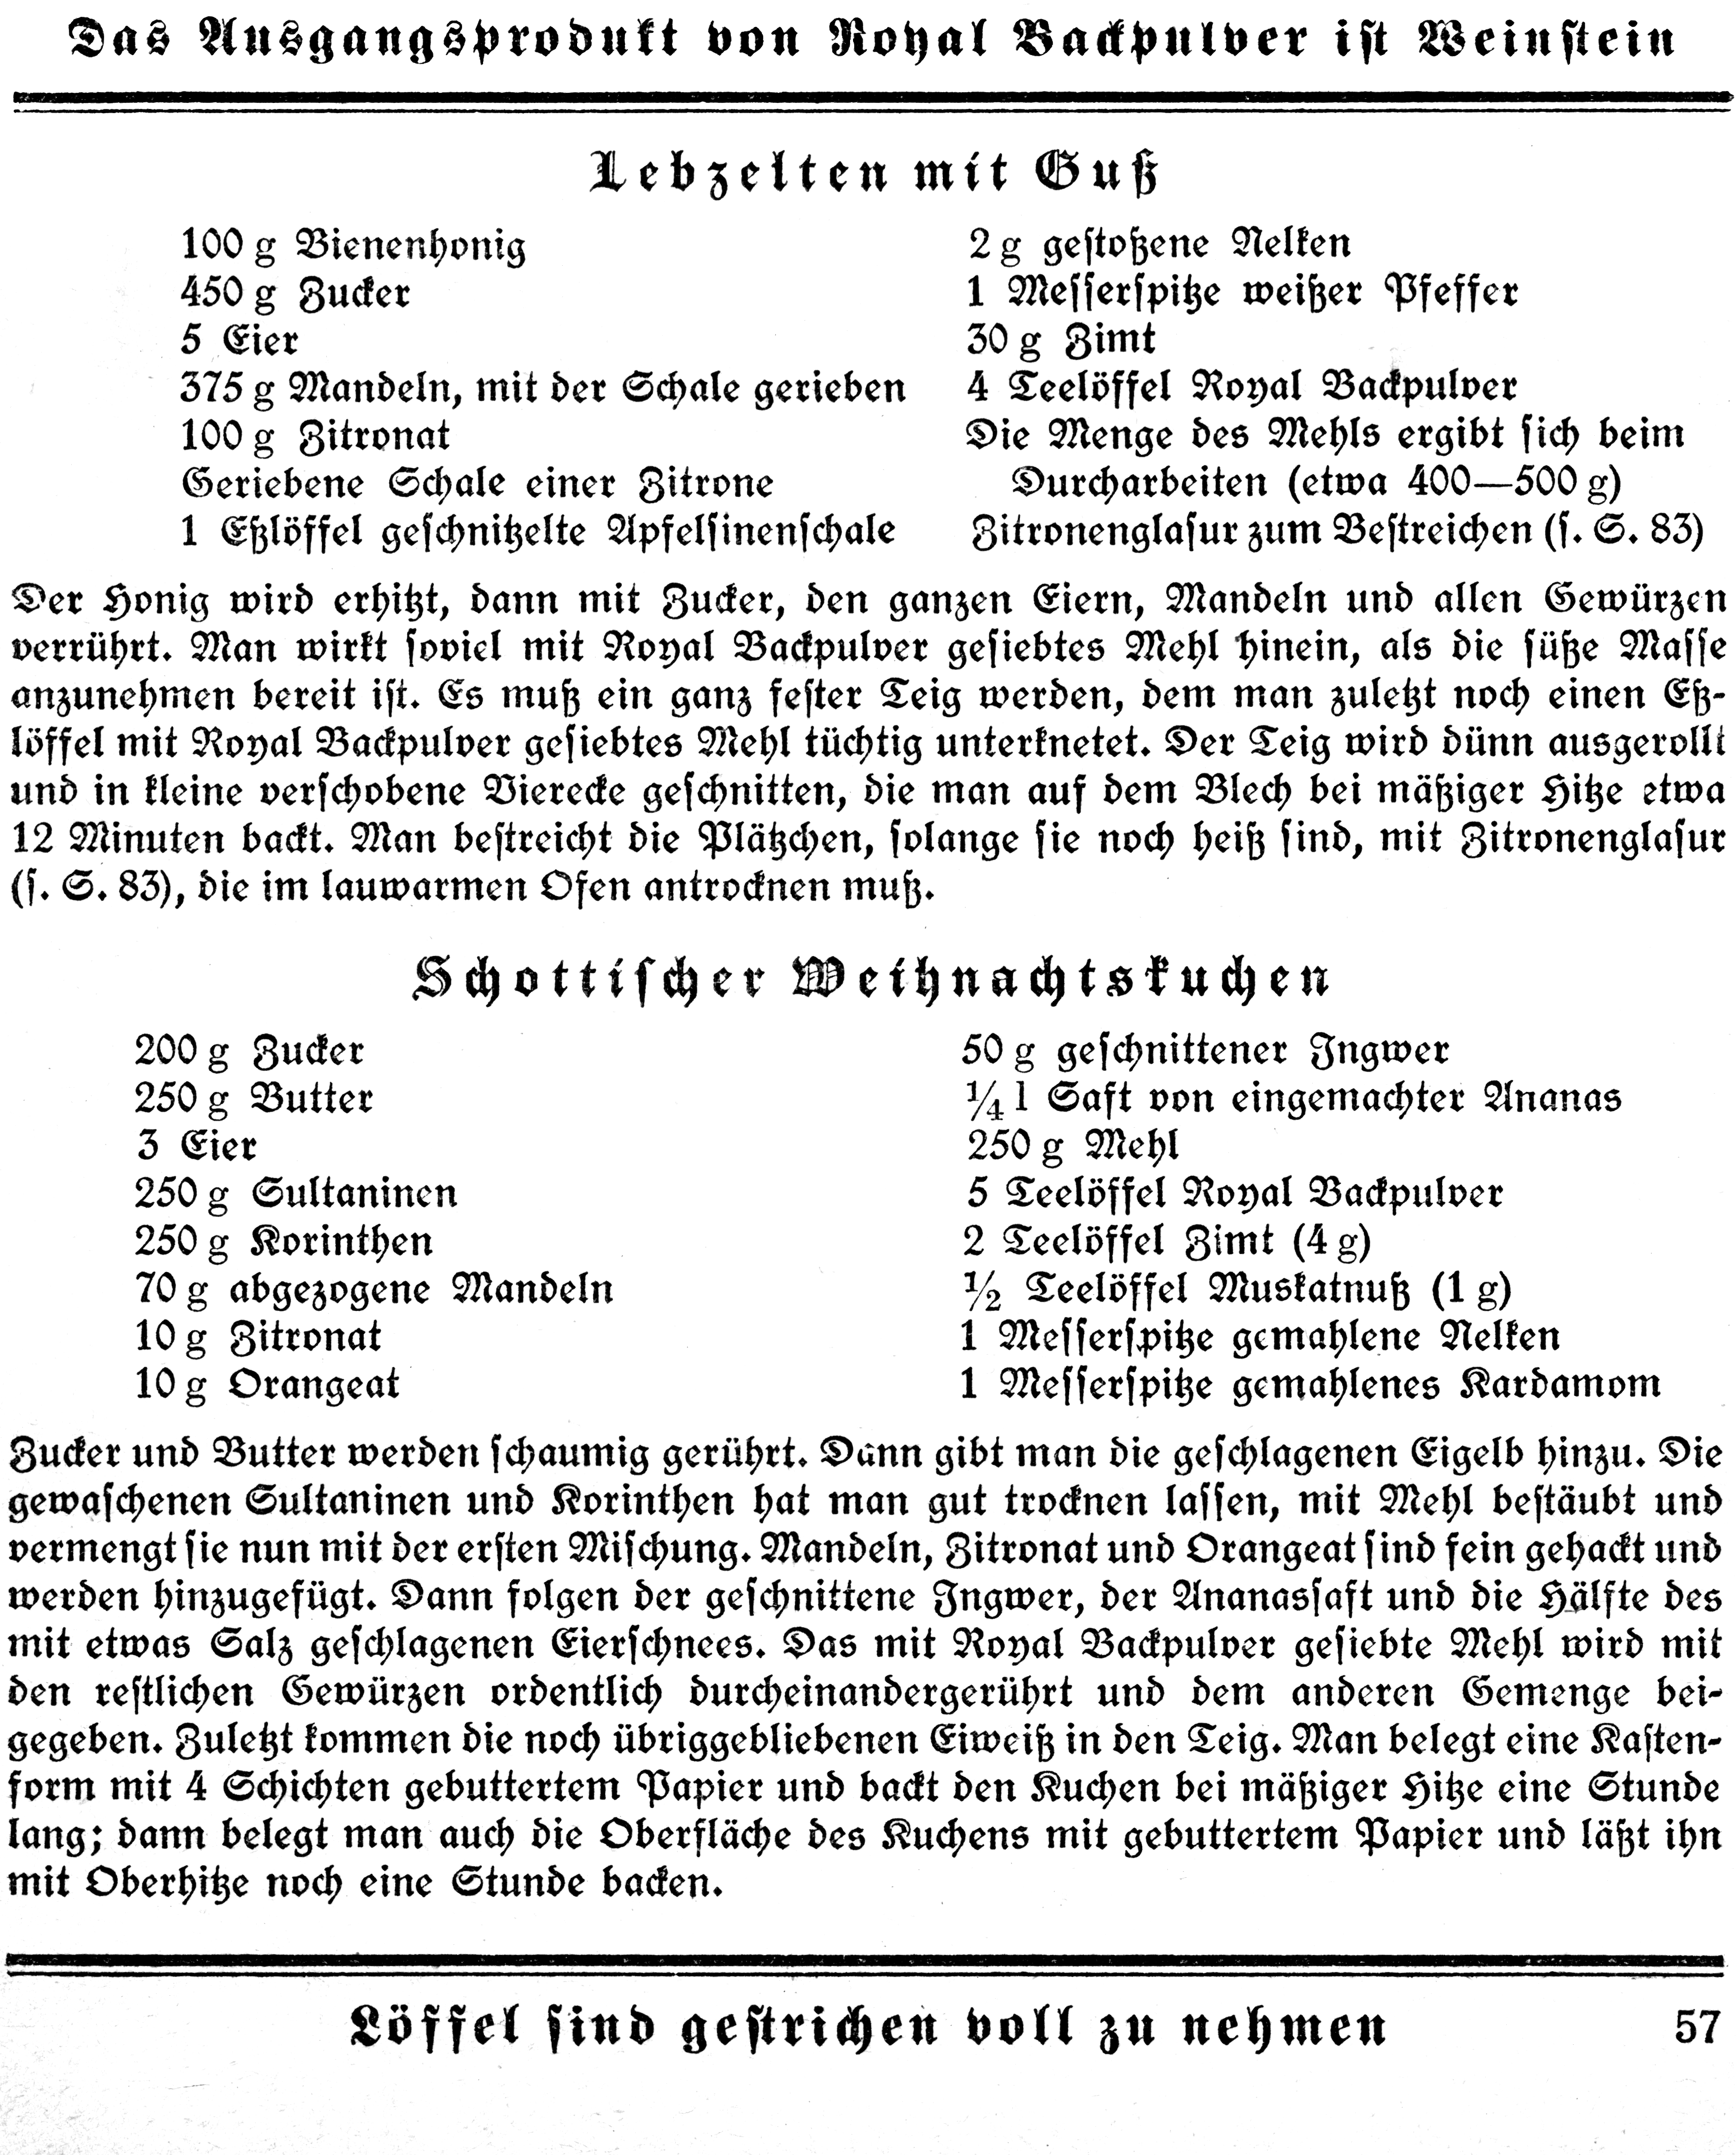 Das Ausgangsprodukt von Royal Backpulver ist Weinstein
Lebzelten mit Guß
100 g Bienenhonig
450 g Zucker
5 Eier
375 g Mandeln, mit der Schale gerieben
100 g Zitronat
Geriebene Schale einer Zitrone
1 Eßlöffel geschnitzelte Apfelsinenschale
2 g gestoßene Nelken
1 Messerspitze weißer Pfeffer
30 g Zimt
4 Teelöffel Royal Backpulver
Die Menge des Mehls ergibt sich beim
Durcharbeiten (etwa 400—500 g)
Zitronenglasur zum Bestreichen (s. S. 83)
Der Honig wird erhitzt, dann mit Zucker, den ganzen Eiern, Mandeln und allen Gewürzen
verrührt. Man wirkt soviel mit Royal Backpulver gesiebtes Mehl hinein, als die süße Masse
anzunehmen bereit ist. Es muß ein ganz fester Teig werden, dem man zuletzt noch einen Eß-
löffel mit Royal Backpulver gesiebtes Mehl tüchtig unterknetet. Der Teig wird dünn ausgerollt
und in kleine verschobene Vierecke geschnitten, die man auf dem Blech bei mäßiger Hitze etwa
12 Minuten backt. Man bestreicht die Plätzchen, solange sie noch heiß sind, mit Zitronenglasur
(s. S. 83), die im lauwarmen Ofen antrocknen muß.
Schottischer Weihnachtskuchen
200 g Zucker
250 g Butter
3 Eier
250 g Sultaninen
250 g Korinthen
70 g abgezogene Mandeln
10 g Zitronat
10 g Orangeat
50 g geschnittener Ingwer
1/4 l Saft von eingemachter Ananas
250 g Mehl
5 Teelöffel Royal Backpulver
2 Teelöffel Zimt (4 g)
1/2 Teelöffel Muskatnuß (1 g)
1 Messerspitze gemahlene Nelken
1 Messerspitze gemahlenes Kardamom
Zucker und Butter werden schaumig gerührt. Dann gibt man die geschlagenen Eigelb hinzu. Die
gewaschenen Sultaninen und Korinthen hat man gut trocknen lassen, mit Mehl bestäubt und
vermengt sie nun mit der ersten Mischung. Mandeln, Zitronat und Orangeat sind fein gehackt und
werden hinzugefügt. Dann folgen der geschnittene Ingwer, der Ananassaft und die Hälfte des
mit etwas Salz geschlagenen Eierschnees. Das mit Royal Backpulver gesiebte Mehl wird mit
den restlichen Gewürzen ordentlich durcheinandergerührt und dem anderen Gemenge bei-
gegeben. Zuletzt kommen die noch übriggebliebenen Eiweiß in den Teig. Man belegt eine Kasten-
form mit 4 Schichten gebuttertem Papier und backt den Kuchen bei mäßiger Hitze eine Stunde
lang; dann belegt man auch die Oberfläche des Kuchens mit gebuttertem Papier und läßt ihn
mit Oberhitze noch eine Stunde backen.
Löffel sind gestrichen voll zu nehmen
57